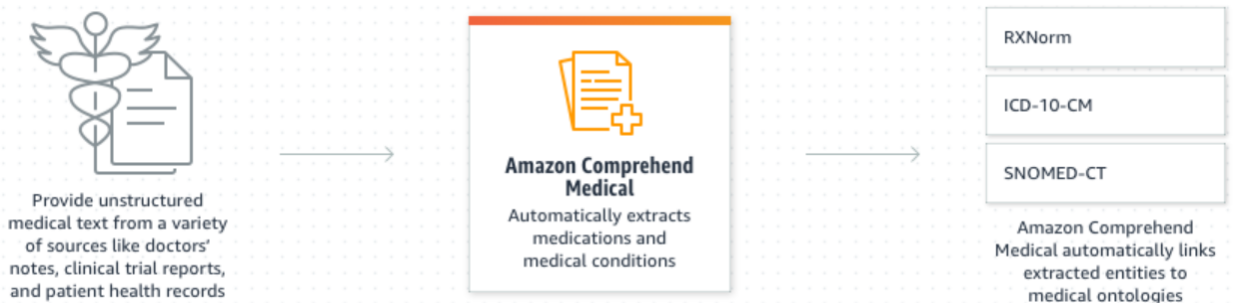 Provide unstructured
medical text from a variety
of sources like doctors'
notes, clinical trial reports,
and patient health records
Amazon Comprehend
Medical
Automatically extracts
medications and
medical conditions
RXNorm
ICD-10-CM
SNOMED-CT
Amazon Comprehend
Medical automatically links
extracted entities to
medical ontologies